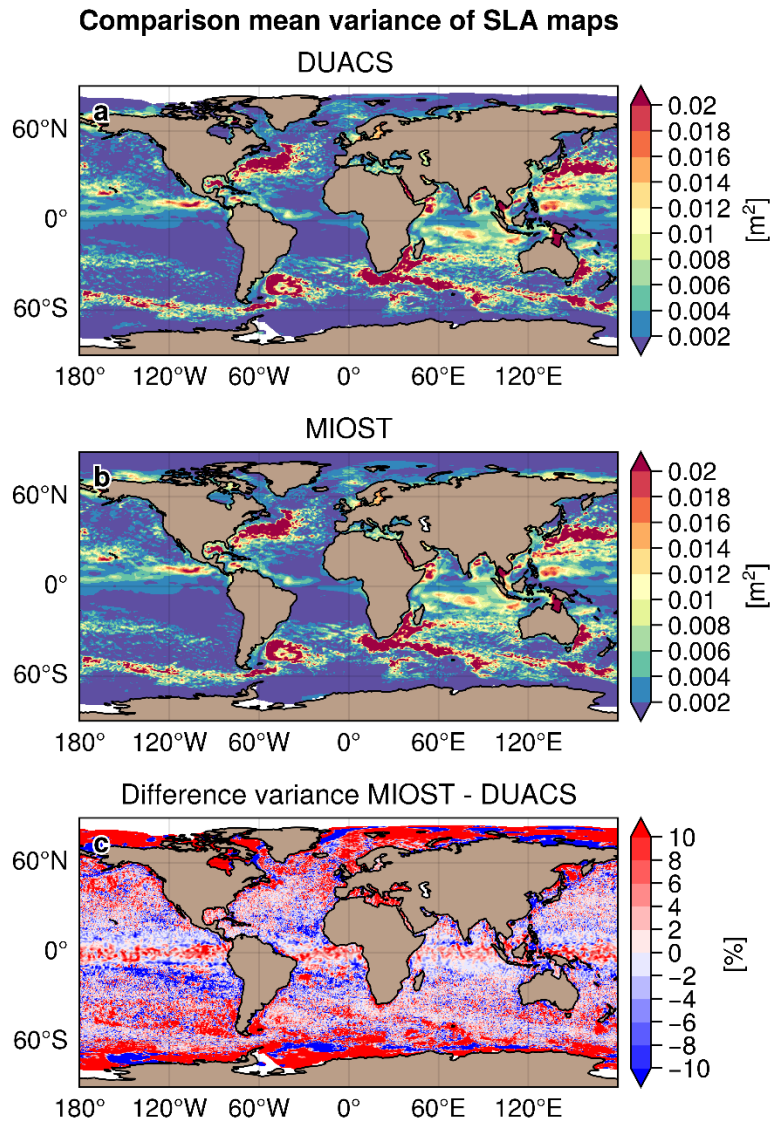 Comparison mean variance of SLA maps
DUACS
a
60°N
0°
60°S
180° 120°W 60°W 0° 60°E 120°E
0.02
0.018
0.016
0.014
0.012
0.01
0.008
0.006
0.004
0.002
[m²]
MIOST
b
60°N
0°
60°S
180° 120°W 60°W 0° 60°E 120°E
0.02
0.018
0.016
0.014
0.012
0.01
0.008
0.006
0.004
0.002
[m²]
Difference variance MIOST - DUACS
c
60°N
0°
60°S
180° 120°W 60°W 0° 60°E 120°E
10
8
6
4
2
0
−2
−4
−6
−8
−10
[%]